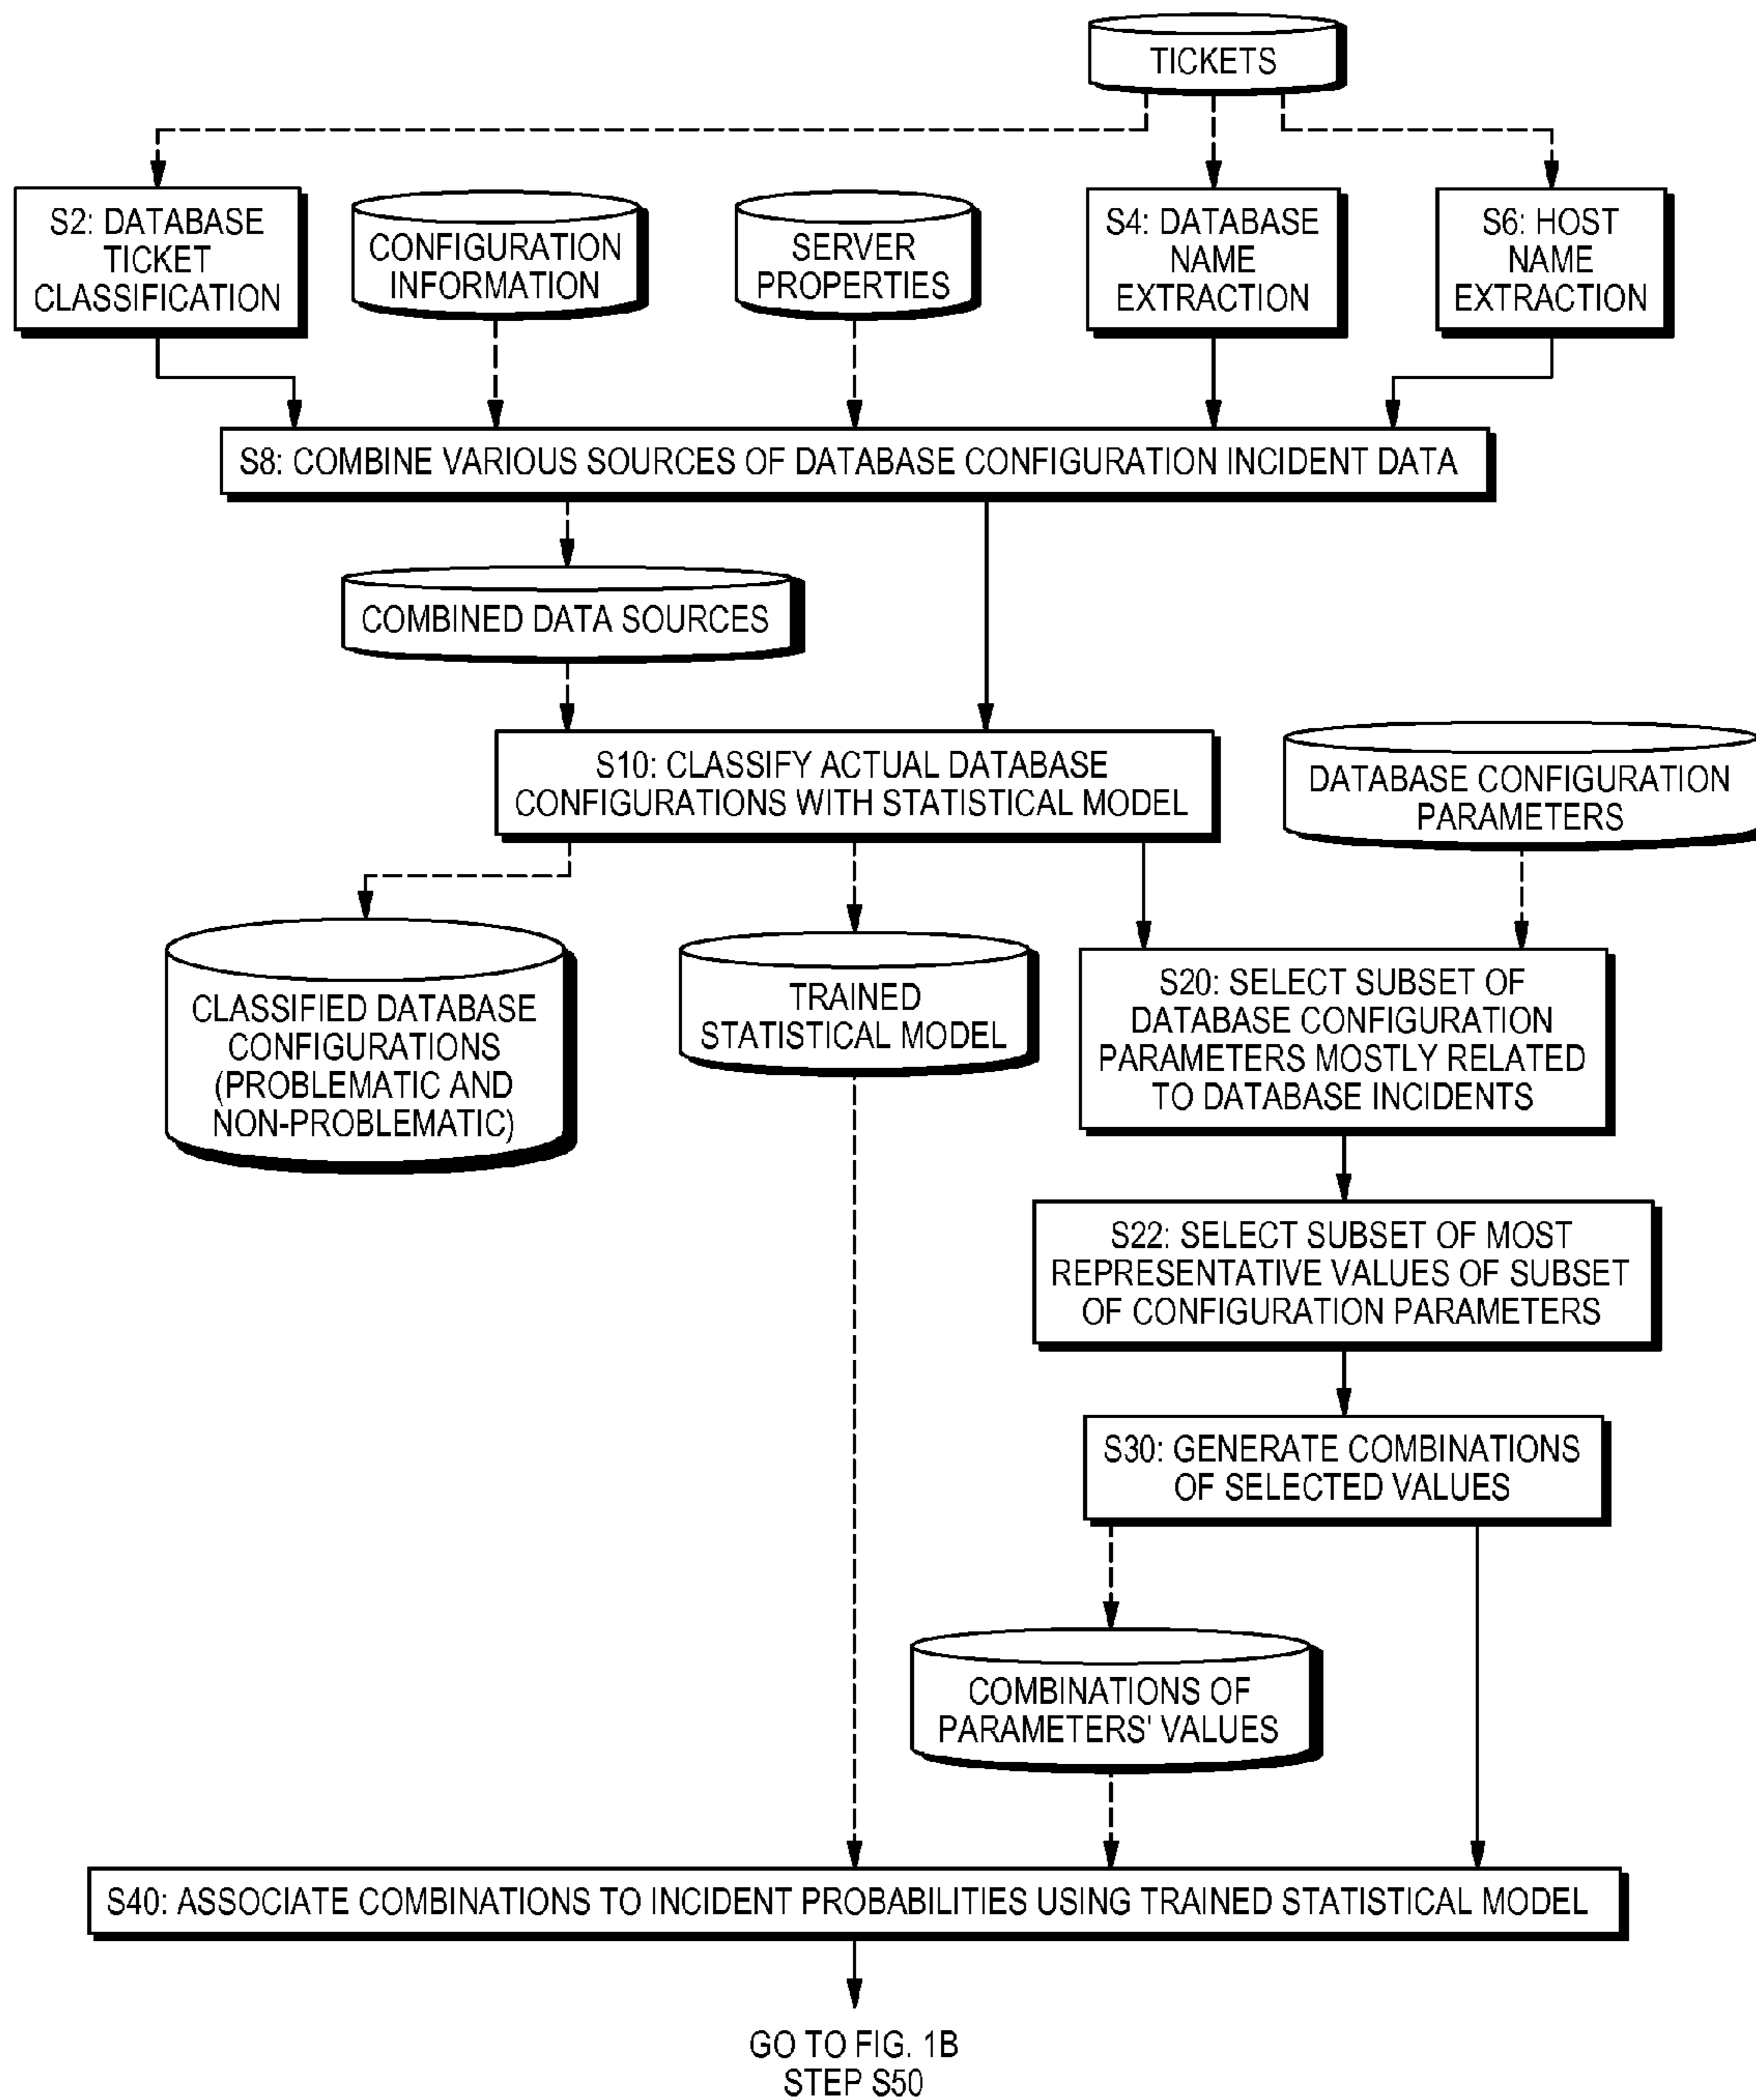 TICKETS
S2: DATABASE
TICKET
CLASSIFICATION
CONFIGURATION
INFORMATION
SERVER
PROPERTIES
S4: DATABASE
NAME
EXTRACTION
S6: HOST
NAME
EXTRACTION
S8: COMBINE VARIOUS SOURCES OF DATABASE CONFIGURATION INCIDENT DATA
COMBINED DATA SOURCES
S10: CLASSIFY ACTUAL DATABASE
CONFIGURATIONS WITH STATISTICAL MODEL
DATABASE CONFIGURATION
PARAMETERS
CLASSIFIED DATABASE
CONFIGURATIONS
(PROBLEMATIC AND
NON-PROBLEMATIC)
TRAINED
STATISTICAL MODEL
S20: SELECT SUBSET OF
DATABASE CONFIGURATION
PARAMETERS MOSTLY RELATED
TO DATABASE INCIDENTS
S22: SELECT SUBSET OF MOST
REPRESENTATIVE VALUES OF SUBSET
OF CONFIGURATION PARAMETERS
S30: GENERATE COMBINATIONS
OF SELECTED VALUES
COMBINATIONS OF
PARAMETERS' VALUES
S40: ASSOCIATE COMBINATIONS TO INCIDENT PROBABILITIES USING TRAINED STATISTICAL MODEL
GO TO FIG. 1B
STEP S50